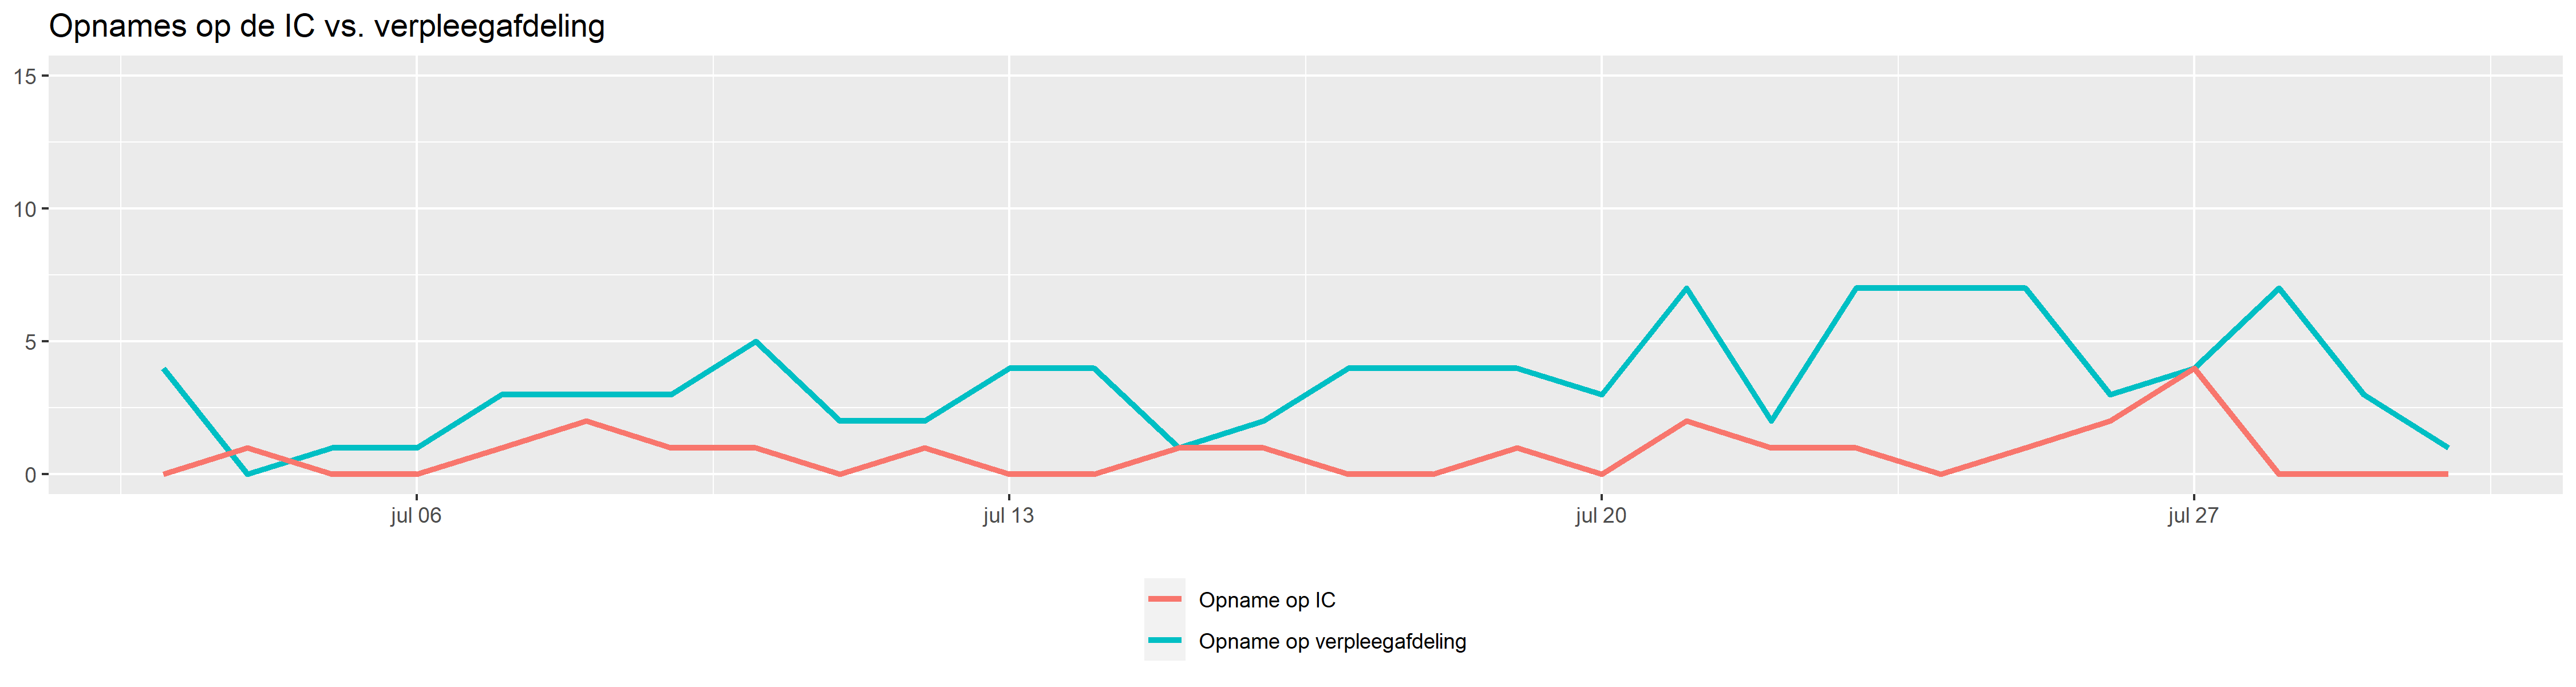 Opnames op de IC vs. verpleegafdeling
15
10
5
0
jul 06 jul 13 jul 20 jul 27
Opname op IC
Opname op verpleegafdeling